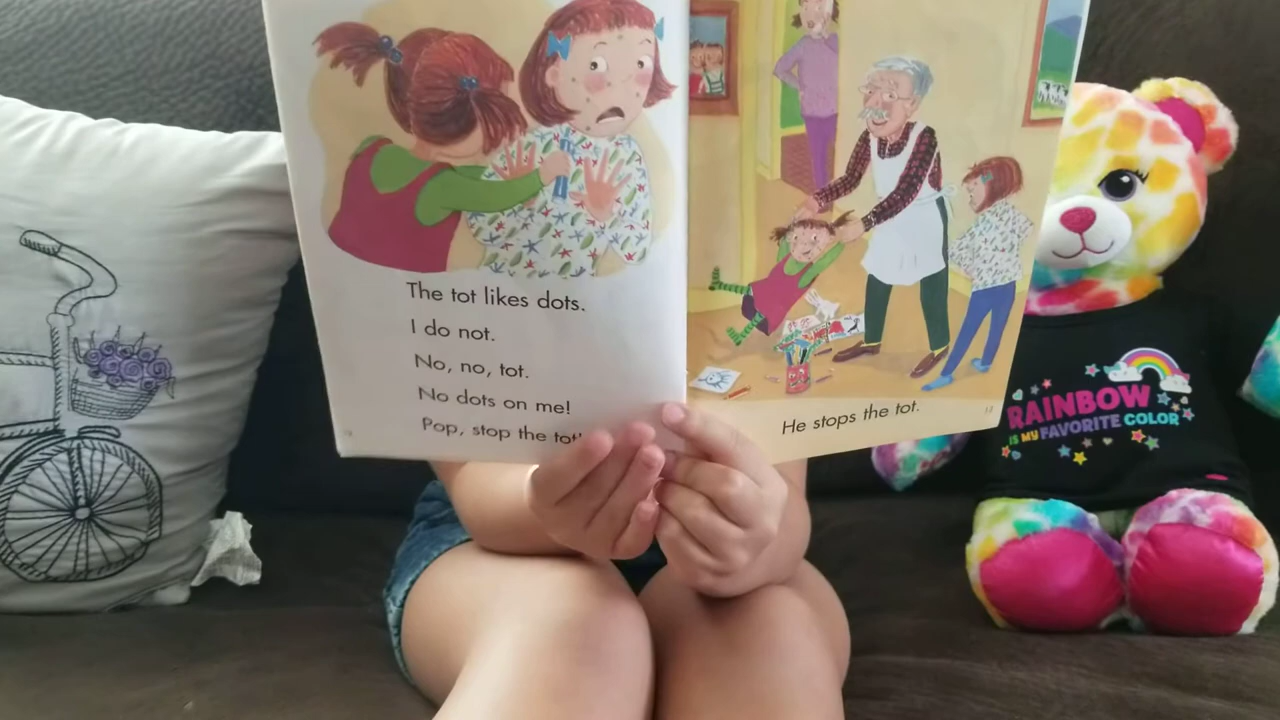 The tot likes dots.
I do not.
No, no, tot.
No dots on me!
Pop, stop the tot!
He stops the tot.
RAINBOW
IS MY FAVORITE COLOR